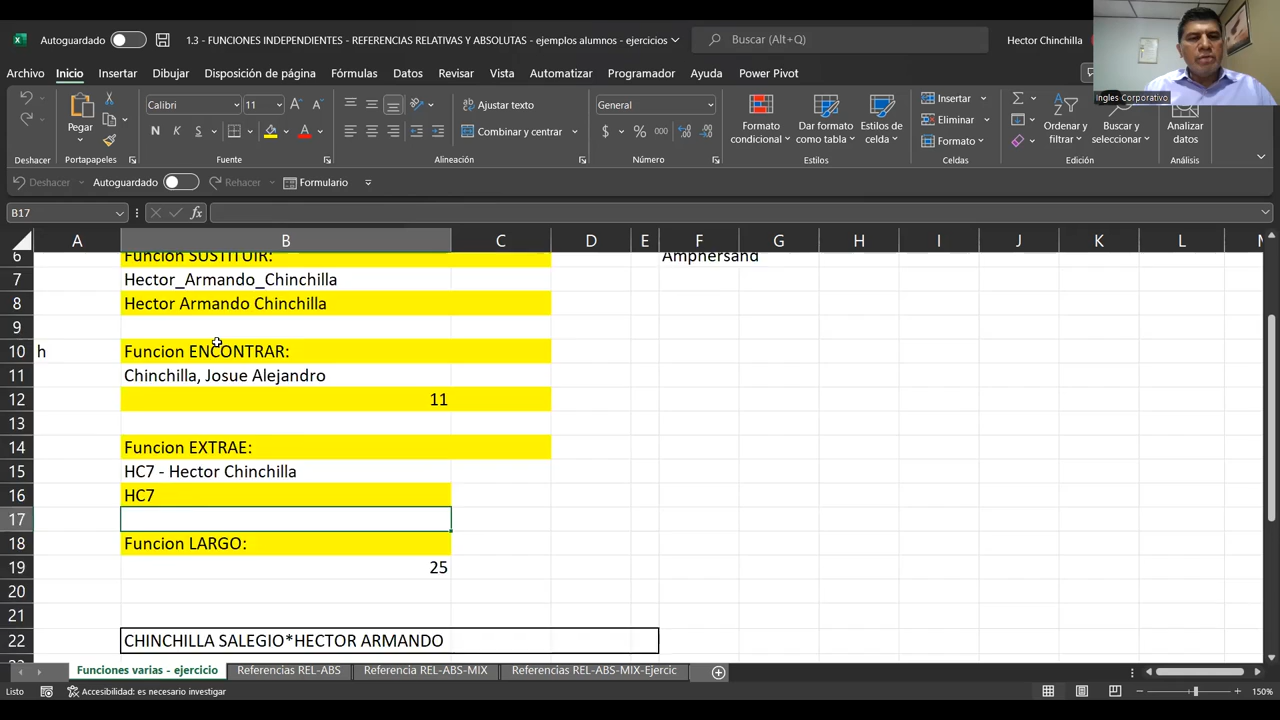 Autoguardado
1.3 - FUNCIONES INDEPENDIENTES - REFERENCIAS RELATIVAS Y ABSOLUTAS - ejemplos alumnos - ejercicios
Buscar (Alt+Q)
Hector Chinchilla
Ingles Corporativo
Archivo Inicio Insertar Dibujar Disposición de página Fórmulas Datos Revisar Vista Automatizar Programador Ayuda Power Pivot
Pegar
Calibri 11
N K S
Ajustar texto
Combinar y centrar
General
$ % 000
Formato condicional
Dar formato como tabla
Estilos de celda
Insertar
Eliminar
Formato
Ordenar y filtrar
Buscar y seleccionar
Analizar datos
Deshacer Portapapeles Fuente Alineación Número Estilos Celdas Edición Análisis
Deshacer Autoguardado Rehacer Formulario
B17 fx
A B C D E F G H I J K L M
6 Funcion SUSTITUIR: Amphersand
7 Hector_Armando_Chinchilla
8 Hector Armando Chinchilla
9
10 h Funcion ENCONTRAR:
11 Chinchilla, Josue Alejandro
12 11
13
14 Funcion EXTRAE:
15 HC7 - Hector Chinchilla
16 HC7
17
18 Funcion LARGO:
19 25
20
21
22 CHINCHILLA SALEGIO*HECTOR ARMANDO
Funciones varias - ejercicio Referencias REL-ABS Referencia REL-ABS-MIX Referencias REL-ABS-MIX-Ejercic
Listo Accesibilidad: es necesario investigar 150%